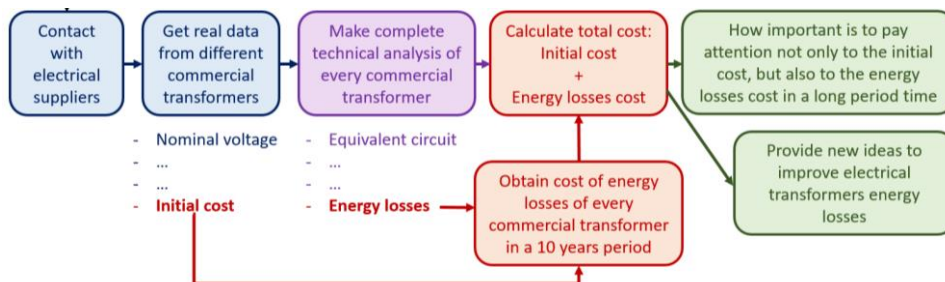 Contact
with
electrical
suppliers
Get real data
from different
commercial
transformers
Make complete
technical analysis of
every commercial
transformer
Calculate total cost:
Initial cost
+
Energy losses cost
How important is to pay
attention not only to the initial
cost, but also to the energy
losses cost in a long period time
- Nominal voltage
- ...
- ...
- Initial cost
- Equivalent circuit
- ...
- ...
- Energy losses
Obtain cost of energy
losses of every
commercial transformer
in a 10 years period
Provide new ideas to
improve electrical
transformers energy
losses